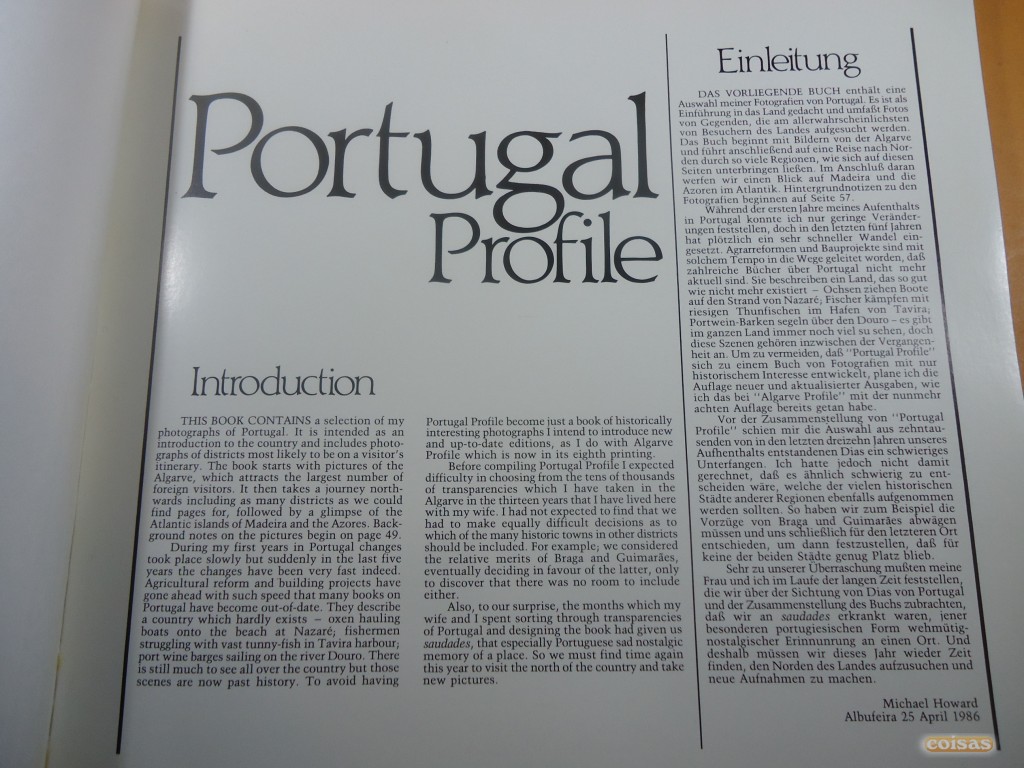 Portugal
Profile
Introduction
THIS BOOK CONTAINS a selection of my
photographs of Portugal. It is intended as an
introduction to the country and includes photo-
graphs of districts most likely to be on a visitor's
itinerary. The book starts with pictures of the
Algarve, which attracts the largest number of
foreign visitors. It then takes a journey north-
wards including as many districts as we could
find pages for, followed by a glimpse of the
Atlantic islands of Madeira and the Azores. Back-
ground notes on the pictures begin on page 49.
During my first years in Portugal changes
took place slowly but suddenly in the last five
years the changes have been very fast indeed.
Agricultural reform and building projects have
gone ahead with such speed that many books on
Portugal have become out-of-date. They describe
a country which hardly exists – oxen hauling
boats onto the beach at Nazaré; fishermen
struggling with vast tunny-fish in Tavira harbour;
port wine barges sailing on the river Douro. There
is still much to see all over the country but those
scenes are now past history. To avoid having
Portugal Profile become just a book of historically
interesting photographs I intend to introduce new
and up-to-date editions, as I do with Algarve
Profile which is now in its eighth printing.
Before compiling Portugal Profile I expected
difficulty in choosing from the tens of thousands
of transparencies which I have taken in the
Algarve in the thirteen years that I have lived here
with my wife. I had not expected to find that we
had to make equally difficult decisions as to
which of the many historic towns in other districts
should be included. For example; we considered
the relative merits of Braga and Guimarães,
eventually deciding in favour of the latter, only
to discover that there was no room to include
either.
Also, to our surprise, the months which my
wife and I spent sorting through transparencies
of Portugal and designing the book had given us
saudades, that especially Portuguese sad nostalgic
memory of a place. So we must find time again
this year to visit the north of the country and take
new pictures.
Einleitung
DAS VORLIEGENDE BUCH enthält eine
Auswahl meiner Fotografien von Portugal. Es ist als
Einführung in das Land gedacht und umfaßt Fotos
von Gegenden, die am allerwahrscheinlichsten
von Besuchern des Landes aufgesucht werden.
Das Buch beginnt mit Bildern von der Algarve
und führt anschließend auf eine Reise nach Nor-
den durch so viele Regionen, wie sich auf diesen
Seiten unterbringen ließen. Im Anschluß daran
werfen wir einen Blick auf Madeira und die
Azoren im Atlantik. Hintergrundnotizen zu den
Fotografien beginnen auf Seite 57.
Während der ersten Jahre meines Aufenthalts
in Portugal konnte ich nur geringe Veränder-
ungen feststellen, doch in den letzten fünf Jahren
hat plötzlich ein sehr schneller Wandel ein-
gesetzt. Agrarreformen und Bauprojekte sind mit
solchem Tempo in die Wege geleitet worden, daß
zahlreiche Bücher über Portugal nicht mehr
aktuell sind. Sie beschreiben ein Land, das so gut
wie nicht mehr existiert – Ochsen ziehen Boote
auf den Strand von Nazaré; Fischer kämpfen mit
riesigen Thunfischen im Hafen von Tavira;
Portwein-Barken segeln über den Douro – es gibt
im ganzen Land immer noch viel zu sehen, doch
diese Szenen gehören inzwischen der Vergangen-
heit an. Um zu vermeiden, daß "Portugal Profile"
sich zu einem Buch von Fotografien mit nur
historischem Interesse entwickelt, plane ich die
Auflage neuer und aktualisierter Ausgaben, wie
ich das bei "Algarve Profile" mit der nunmehr
achten Auflage bereits getan habe.
Vor der Zusammenstellung von "Portugal
Profile" schien mir die Auswahl aus zehntau-
senden von in den letzten dreizehn Jahren unseres
Aufhenthalts entstandenen Dias ein schwieriges
Unterfangen. Ich hatte jedoch nicht damit
gerechnet, daß es ähnlich schwierig zu ent-
scheiden wäre, welche der vielen historischen
Städte anderer Regionen ebenfalls aufgenommen
werden sollten. So haben wir zum Beispiel die
Vorzüge von Braga und Guimarães abwägen
müssen und uns schließlich für den letzteren Ort
entschieden, um dann festzustellen, daß für
keine der beiden Städte genug Platz blieb.
Sehr zu unserer Überraschung mußten meine
Frau und ich im Laufe der langen Zeit feststellen,
die wir über der Sichtung von Dias von Portugal
und der Zusammenstellung des Buchs zubrachten,
daß wir an saudades erkrankt waren, jener
besonderen portugiesischen Form wehmütig-
nostalgischer Erinnunng an einen Ort. Und
deshalb müssen wir dieses Jahr wieder Zeit
finden, den Norden des Landes aufzusuchen und
neue Aufnahmen zu machen.
Michael Howard
Albufeira 25 April 1986
coisas